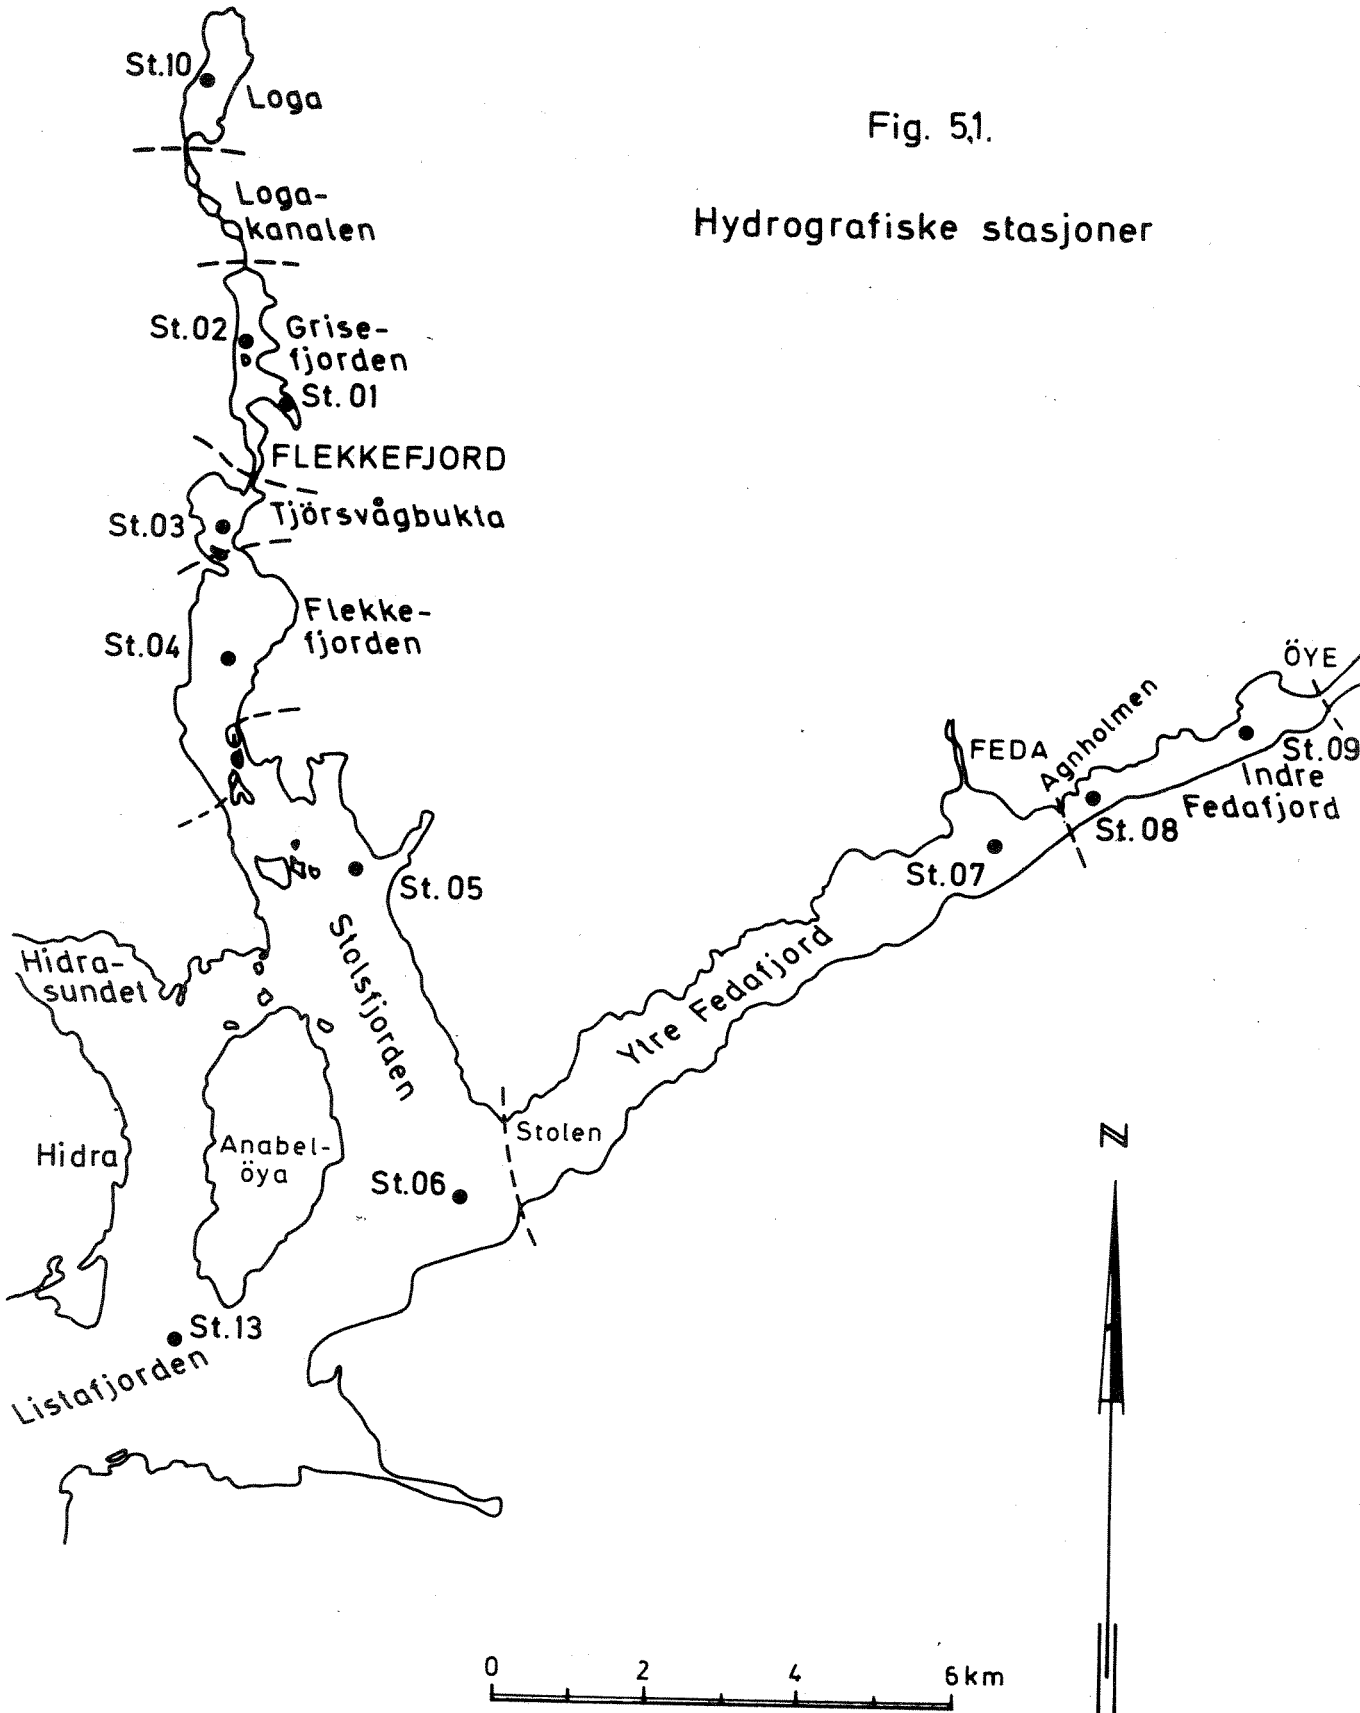 Fig. 5,1.
Hydrografiske stasjoner
St.10
Loga
Loga-
kanalen
St.02
Grise-
fjorden
St. 01
FLEKKEFJORD
Tjörsvågbukta
St.03
Flekke-
fjorden
St.04
ÖYE
Agnholmen
FEDA
St.09
Indre
Fedafjord
St.08
St.07
St. 05
Stolsfjorden
Hidra-
sundet
Ytre Fedafjord
Stolen
Hidra
Anabel-
öya
St.06
St.13
Listafjorden
N
0 2 4 6 km